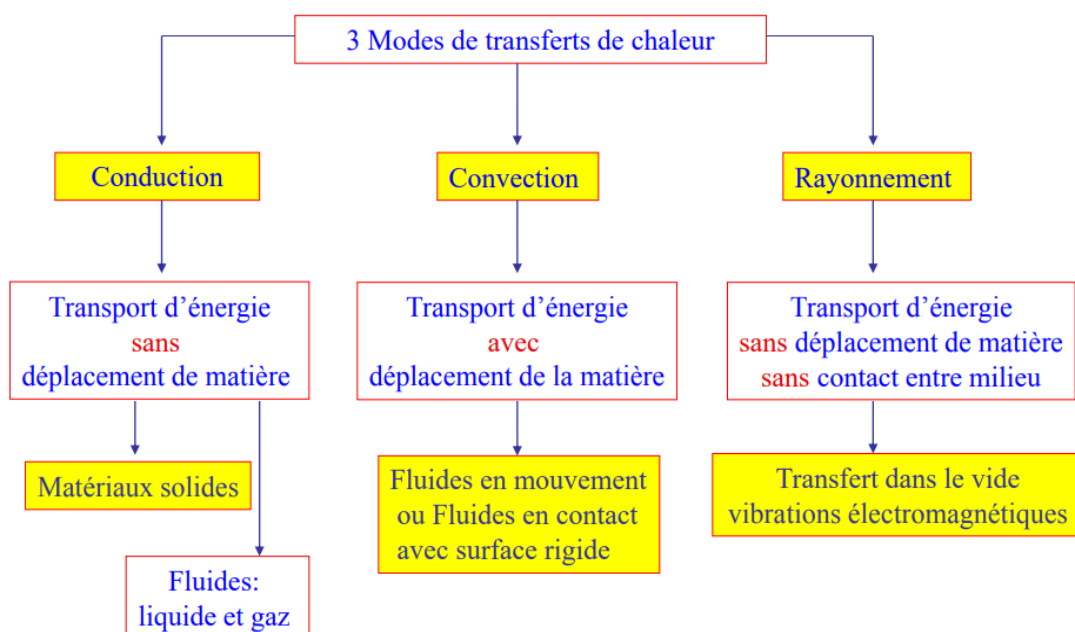 3 Modes de transferts de chaleur
Conduction
Convection
Rayonnement
Transport d’énergie
sans
déplacement de matière
Transport d’énergie
avec
déplacement de la matière
Transport d’énergie
sans déplacement de matière
sans contact entre milieu
Matériaux solides
Fluides:
liquide et gaz
Fluides en mouvement
ou Fluides en contact
avec surface rigide
Transfert dans le vide
vibrations électromagnétiques